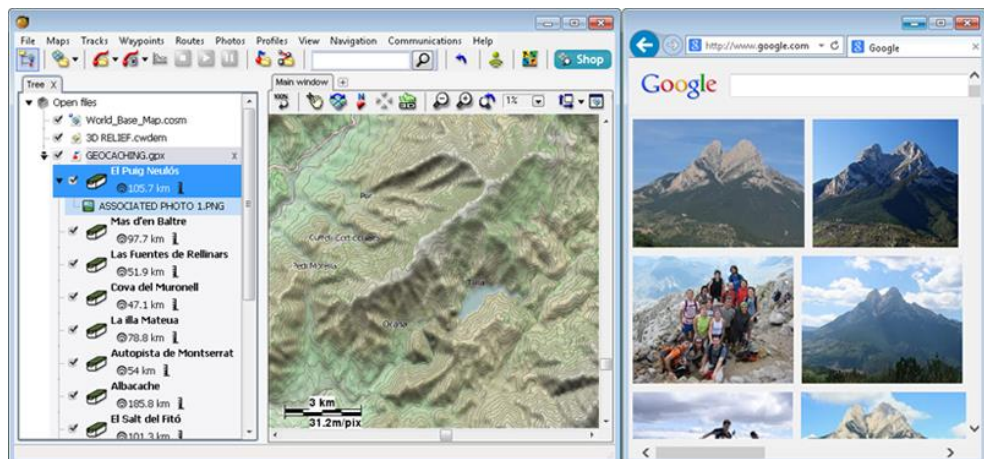 File Maps Tracks Waypoints Routes Photos Profiles View Navigation Communications Help
Shop
Tree X
Open files
World_Base_Map.cosm
3D RELIEF.cwdem
GEOCACHING.gpx x
El Puig Neulós
105.7 km
ASSOCIATED PHOTO 1.PNG
Mas d'en Baltre
97.7 km
Las Fuentes de Rellinars
51.9 km
Cova del Muronell
47.1 km
La illa Mateua
78.8 km
Autopista de Montserrat
54 km
Albacache
185.8 km
El Salt del Fitó
101.3 km
Main window
100%
1%
3 km
31.2m/pix
http://www.google.com
Google
Google